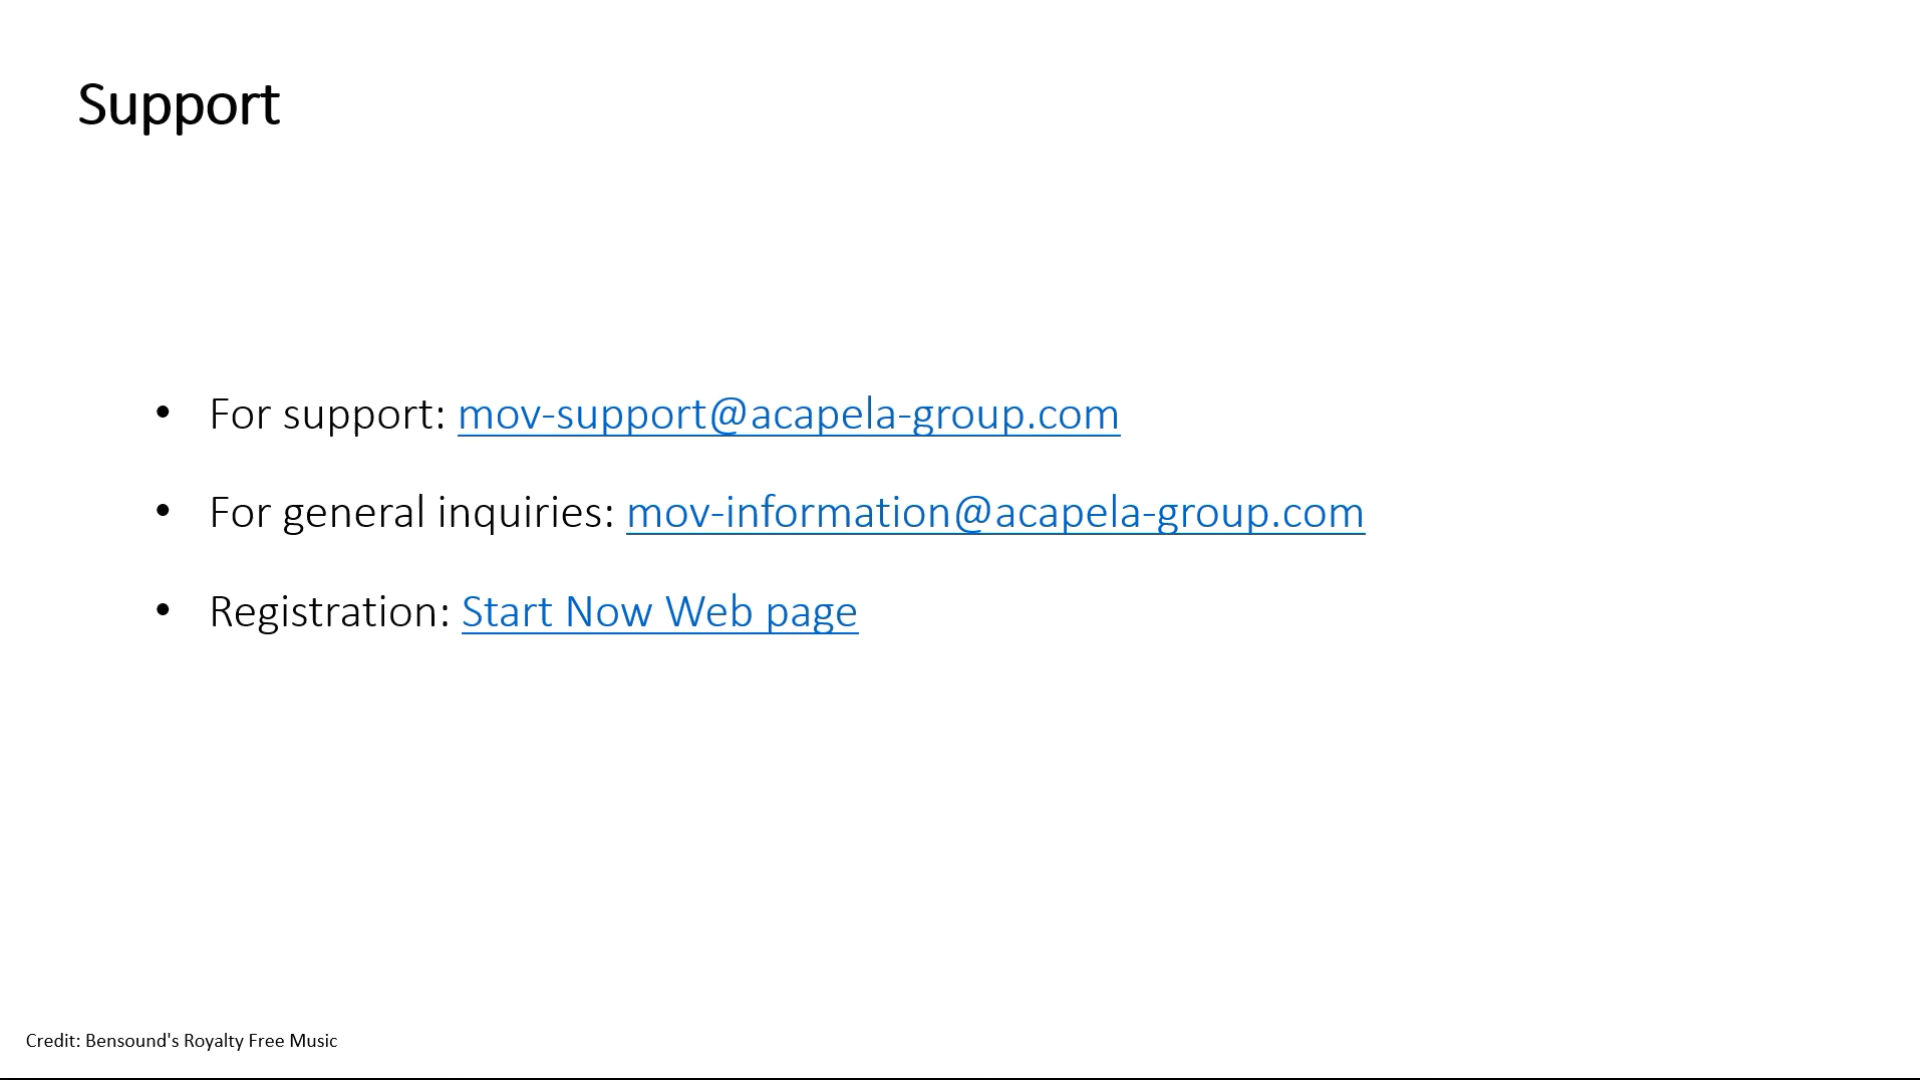 Support
• For support: mov-support@acapela-group.com
• For general inquiries: mov-information@acapela-group.com
• Registration: Start Now Web page
Credit: Bensound's Royalty Free Music